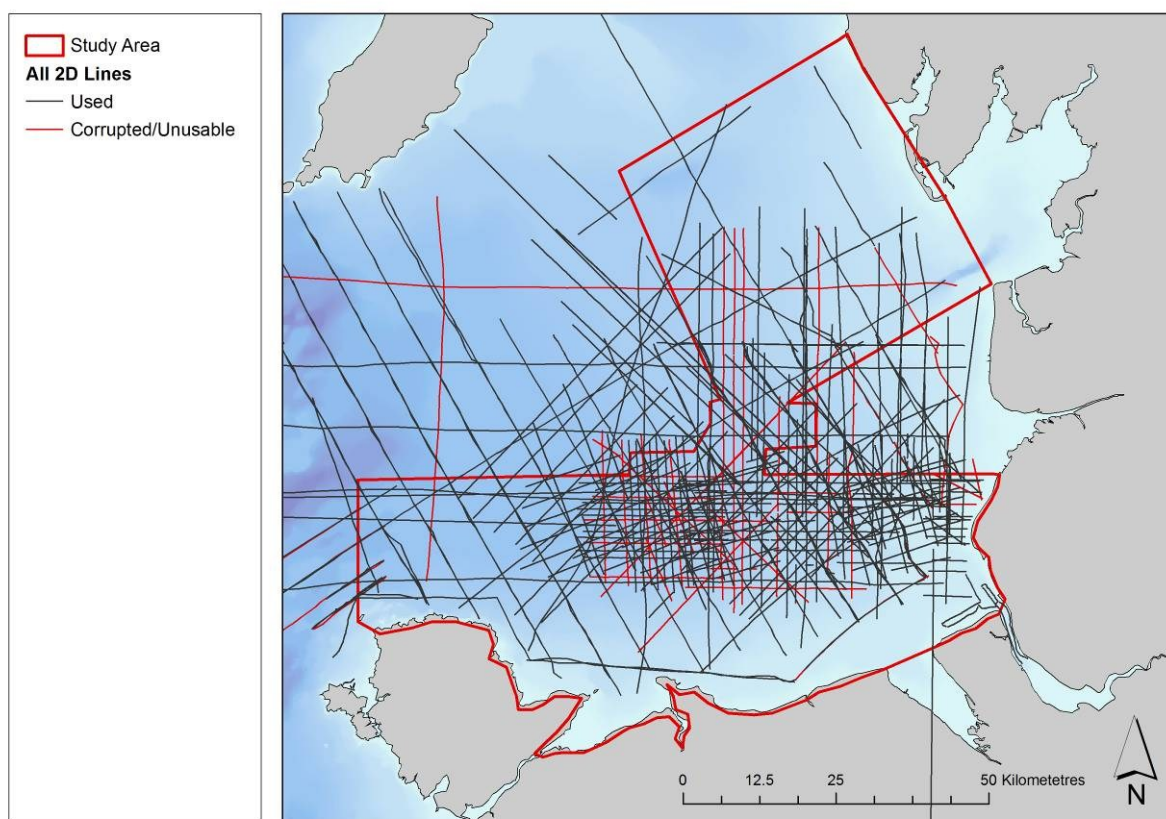 Study Area
All 2D Lines
Used
Corrupted/Unusable
0 12.5 25 50 Kilometetres
N